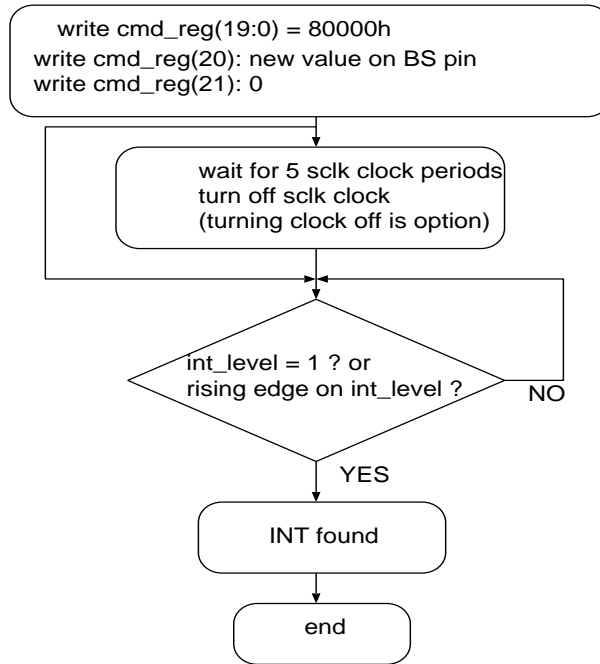 write cmd_reg(19:0) = 80000h
write cmd_reg(20): new value on BS pin
write cmd_reg(21): 0
wait for 5 sclk clock periods
turn off sclk clock
(turning clock off is option)
int_level = 1 ? or
rising edge on int_level ?
NO
YES
INT found
end